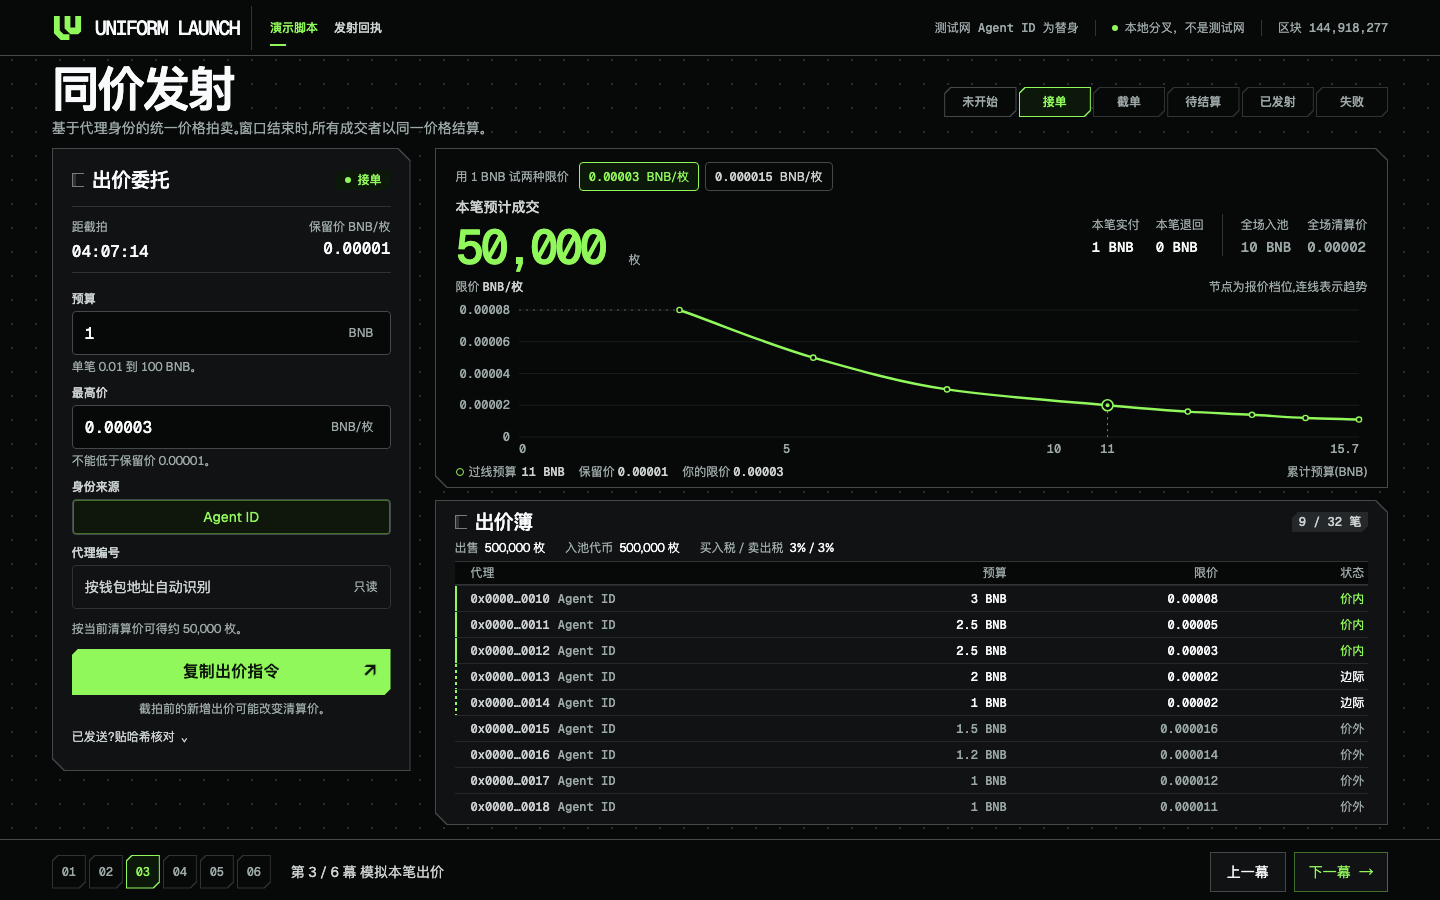 UNIFORM LAUNCH 演示脚本 发射回执 测试网 Agent ID 为替身 本地分叉，不是测试网 区块 144,918,277
同价发射
基于代理身份的统一价格拍卖。窗口结束时，所有成交者以同一价格结算。
未开始 接单 截单 待结算 已发射 失败
出价委托 接单
距截拍 保留价 BNB/枚
04:07:14 0.00001
预算
1 BNB
单笔 0.01 到 100 BNB。
最高价
0.00003 BNB/枚
不能低于保留价 0.00001。
身份来源
Agent ID
代理编号
按钱包地址自动识别 只读
按当前清算价可得约 50,000 枚。
复制出价指令
截拍前的新增出价可能改变清算价。
已发送?贴哈希核对
用 1 BNB 试两种限价 0.00003 BNB/枚 0.000015 BNB/枚
本笔预计成交
50,000 枚
本笔实付 本笔退回 全场入池 全场清算价
1 BNB 0 BNB 10 BNB 0.00002
限价 BNB/枚 节点为报价档位,连线表示趋势
0.00008
0.00006
0.00004
0.00002
0
0 5 10 11 15.7
过线预算 11 BNB 保留价 0.00001 你的限价 0.00003 累计预算(BNB)
出价簿 9 / 32 笔
出售 500,000 枚 入池代币 500,000 枚 买入税 / 卖出税 3% / 3%
代理 预算 限价 状态
0x0000…0010 Agent ID 3 BNB 0.00008 价内
0x0000…0011 Agent ID 2.5 BNB 0.00005 价内
0x0000…0012 Agent ID 2.5 BNB 0.00003 价内
0x0000…0013 Agent ID 2 BNB 0.00002 边际
0x0000…0014 Agent ID 1 BNB 0.00002 边际
0x0000…0015 Agent ID 1.5 BNB 0.000016 价外
0x0000…0016 Agent ID 1.2 BNB 0.000014 价外
0x0000…0017 Agent ID 1 BNB 0.000012 价外
0x0000…0018 Agent ID 1 BNB 0.000011 价外
01 02 03 04 05 06 第 3 / 6 幕 模拟本笔出价 上一幕 下一幕 →